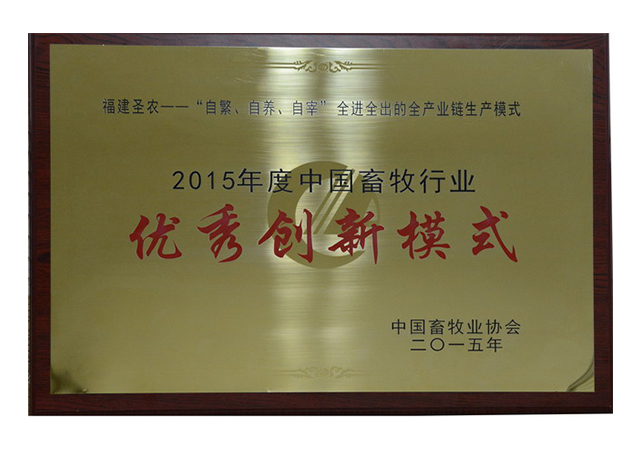 福建圣农——“自繁、自养、自宰”全进全出的全产业链生产模式
2015年度中国畜牧行业
优秀创新模式
中国畜牧业协会
二〇一五年